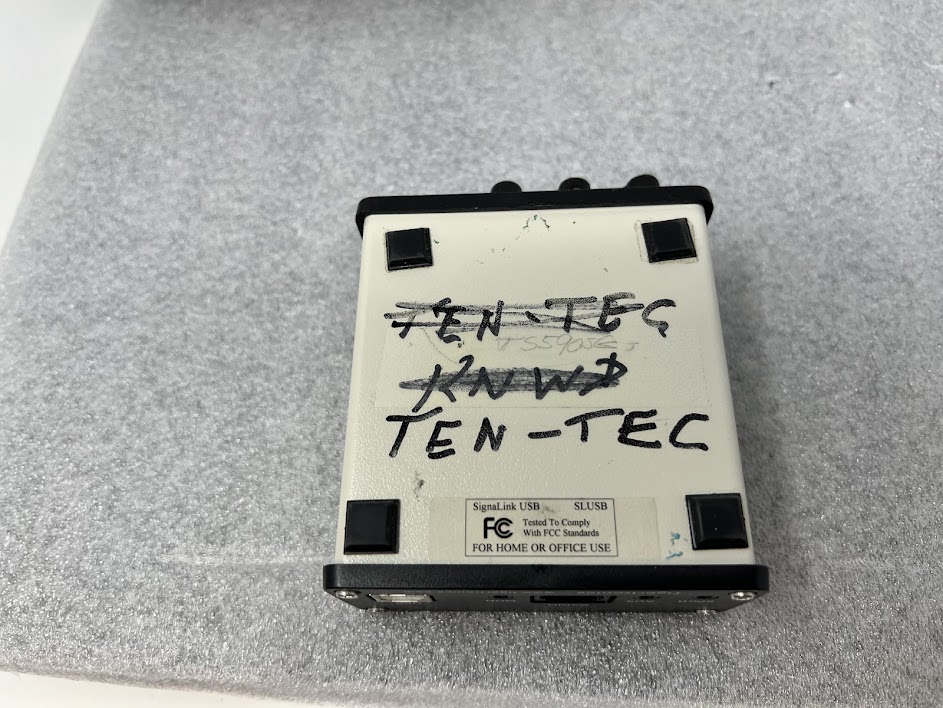 TEN-TEC
TS590SG
KNWD
TEN-TEC
SignaLink USB SLUSB
FC Tested To Comply
With FCC Standards
FOR HOME OR OFFICE USE